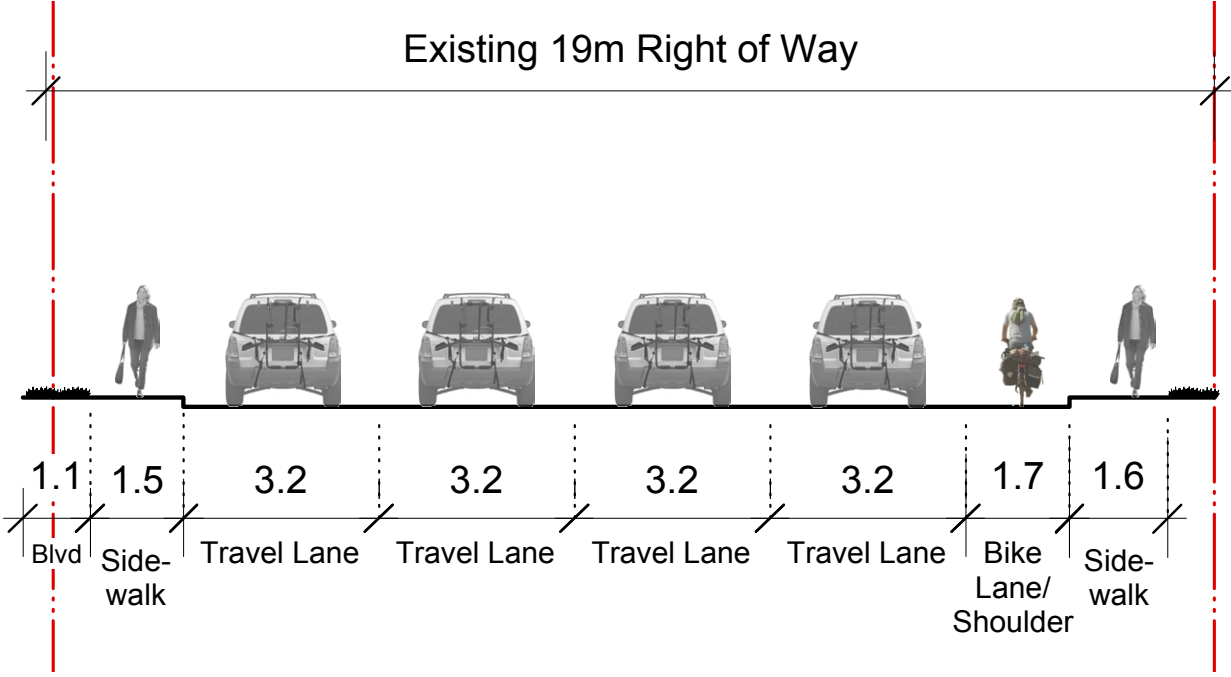 Existing 19m Right of Way
1.1 1.5 3.2 3.2 3.2 3.2 1.7 1.6
Blvd Side- Travel Lane Travel Lane Travel Lane Travel Lane Bike Side-
walk Lane/ walk
Shoulder